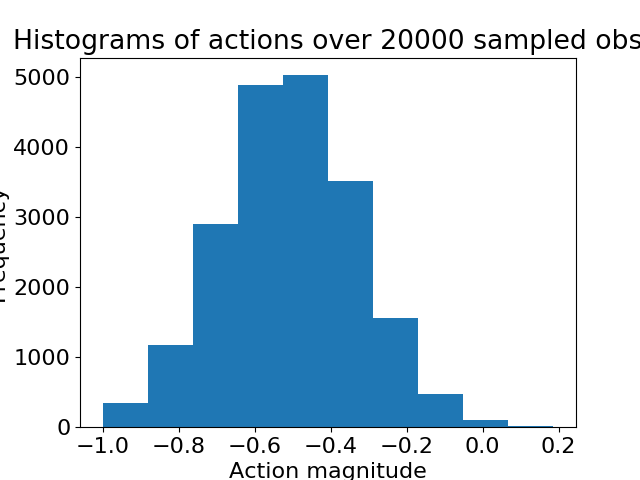 Histograms of actions over 20000 sampled obs
5000
4000
3000
2000
1000
0
Frequency
−1.0 −0.8 −0.6 −0.4 −0.2 0.0 0.2
Action magnitude